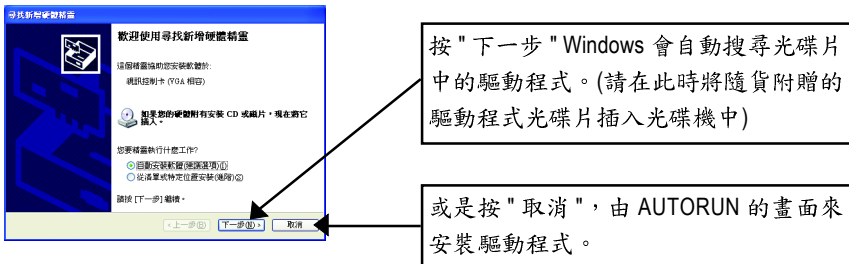 尋找新增硬體精靈
歡迎使用尋找新增硬體精靈
這個精靈協助您安裝軟體於:
視訊控制卡 (VGA 相容)
如果您的硬體附有安裝 CD 或磁片，現在將它
插入。
您要精靈執行什麼工作?
自動安裝軟體(建議選項)(I)
從清單或特定位置安裝(進階)(S)
請按 [下一步] 繼續。
<上一步(B) 下一步(N)> 取消
按 " 下一步 " Windows 會自動搜尋光碟片
中的驅動程式。(請在此時將隨貨附贈的
驅動程式光碟片插入光碟機中)
或是按 " 取消 "，由 AUTORUN 的畫面來
安裝驅動程式。